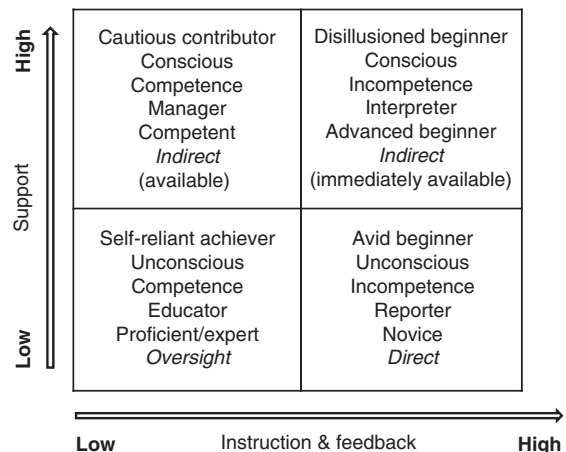 High
Support
Low
Cautious contributor
Conscious
Competence
Manager
Competent
Indirect
(available)
Disillusioned beginner
Conscious
Incompetence
Interpreter
Advanced beginner
Indirect
(immediately available)
Self-reliant achiever
Unconscious
Competence
Educator
Proficient/expert
Oversight
Avid beginner
Unconscious
Incompetence
Reporter
Novice
Direct
Low Instruction & feedback High